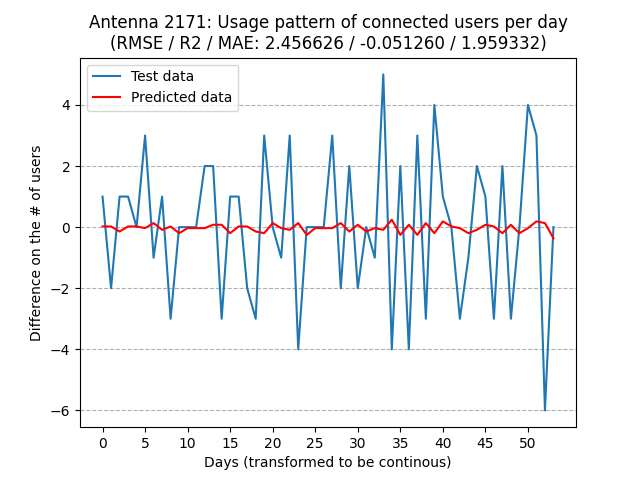 Antenna 2171: Usage pattern of connected users per day
(RMSE / R2 / MAE: 2.456626 / -0.051260 / 1.959332)
Test data
Predicted data
Difference on the # of users
4
2
0
−2
−4
−6
0 5 10 15 20 25 30 35 40 45 50
Days (transformed to be continous)